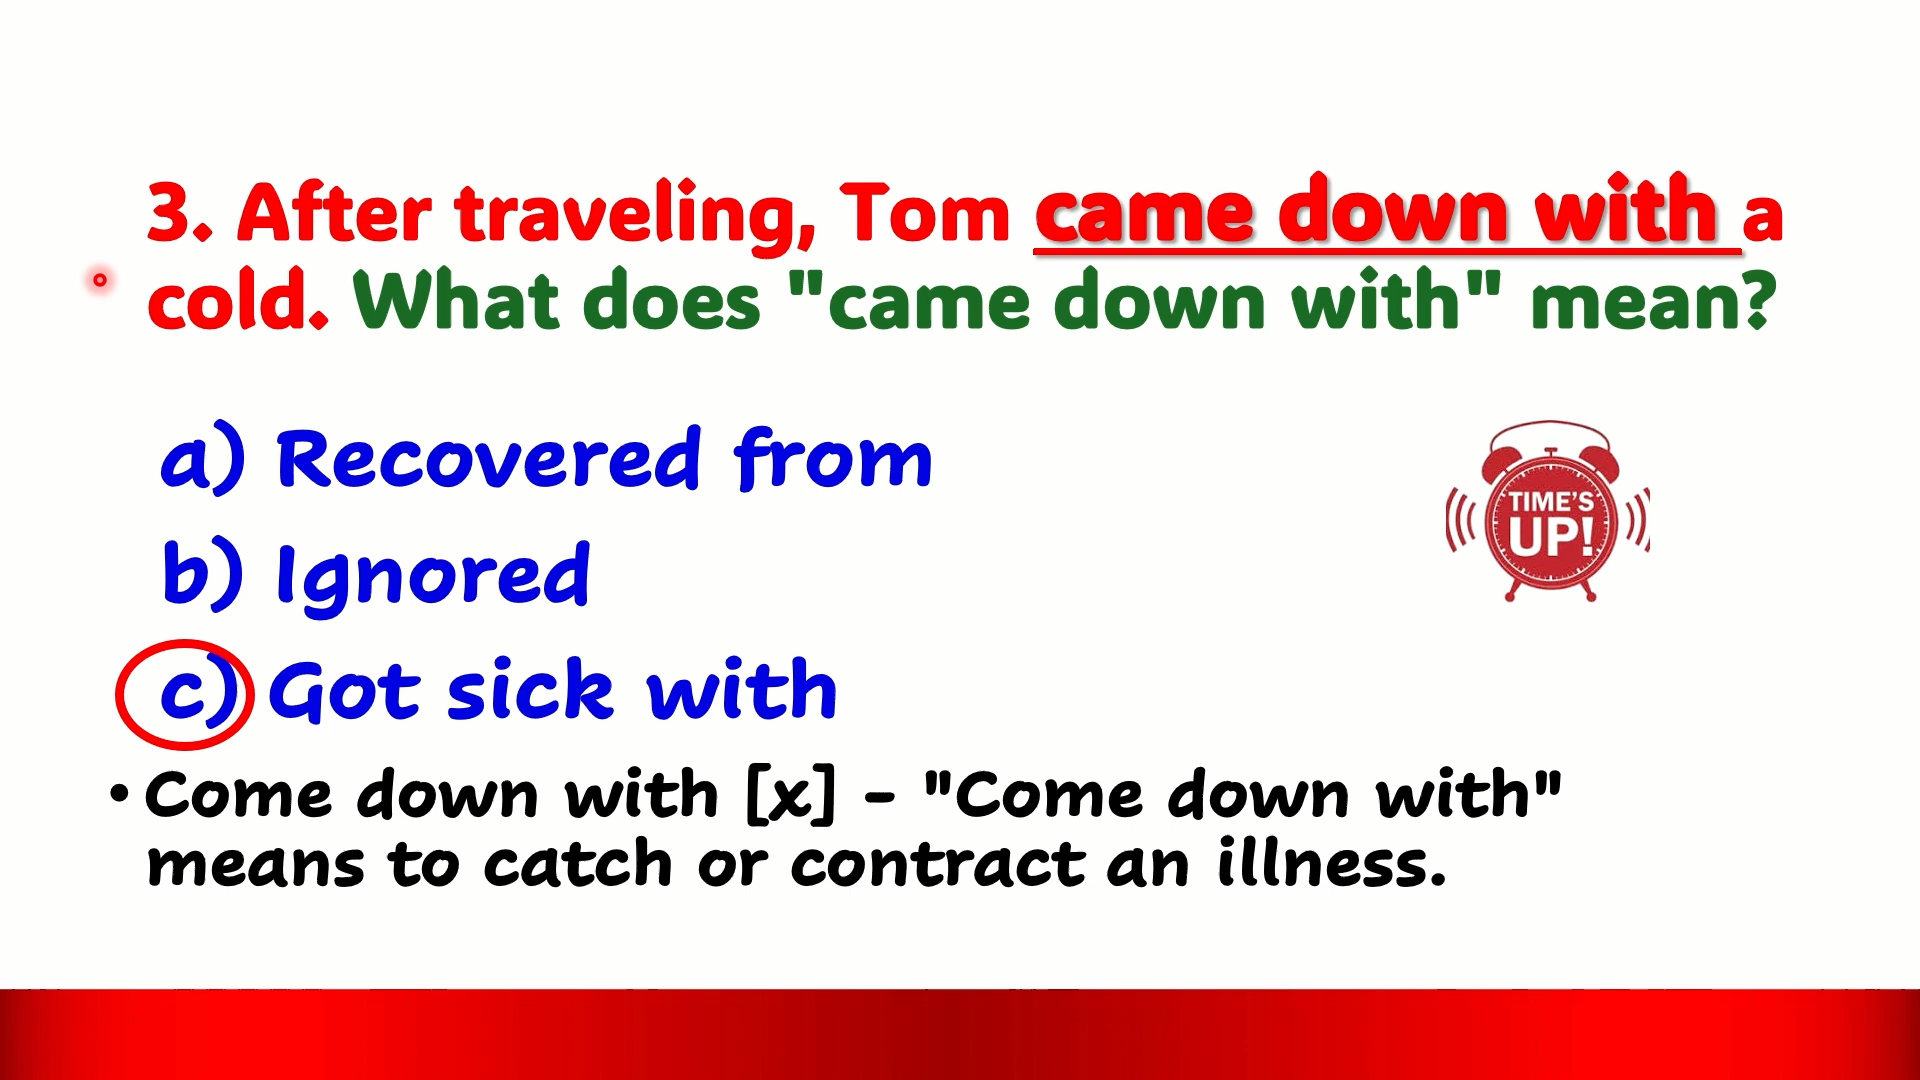 3. After traveling, Tom came down with a
cold. What does "came down with" mean?
a) Recovered from
TIME'S
UP!
b) Ignored
c) Got sick with
• Come down with [x] - "Come down with"
means to catch or contract an illness.